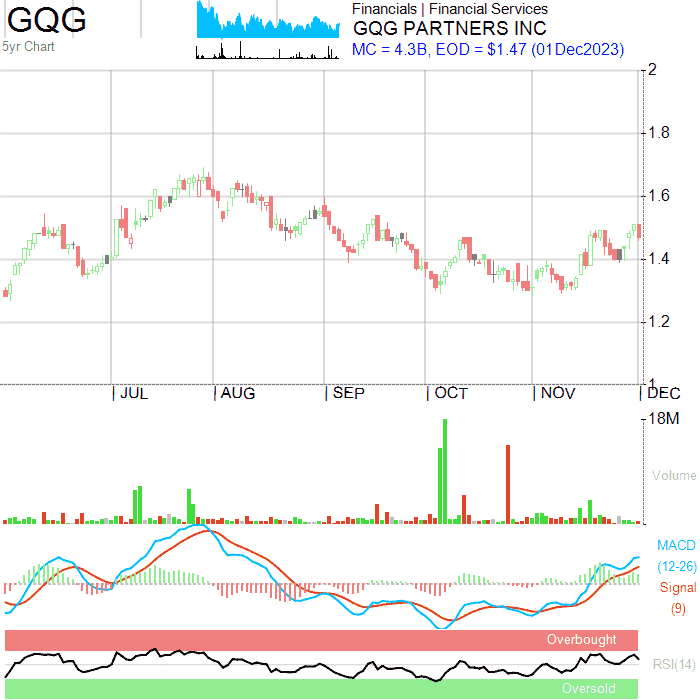 GQG
5yr Chart
Financials | Financial Services
GQG PARTNERS INC
MC = 4.3B, EOD = $1.47 (01Dec2023)
2
1.8
1.6
1.4
1.2
1
JUL
AUG
SEP
OCT
NOV
DEC
18M
Volume
MACD
(12-26)
Signal
(9)
Overbought
RSI(14)
Oversold